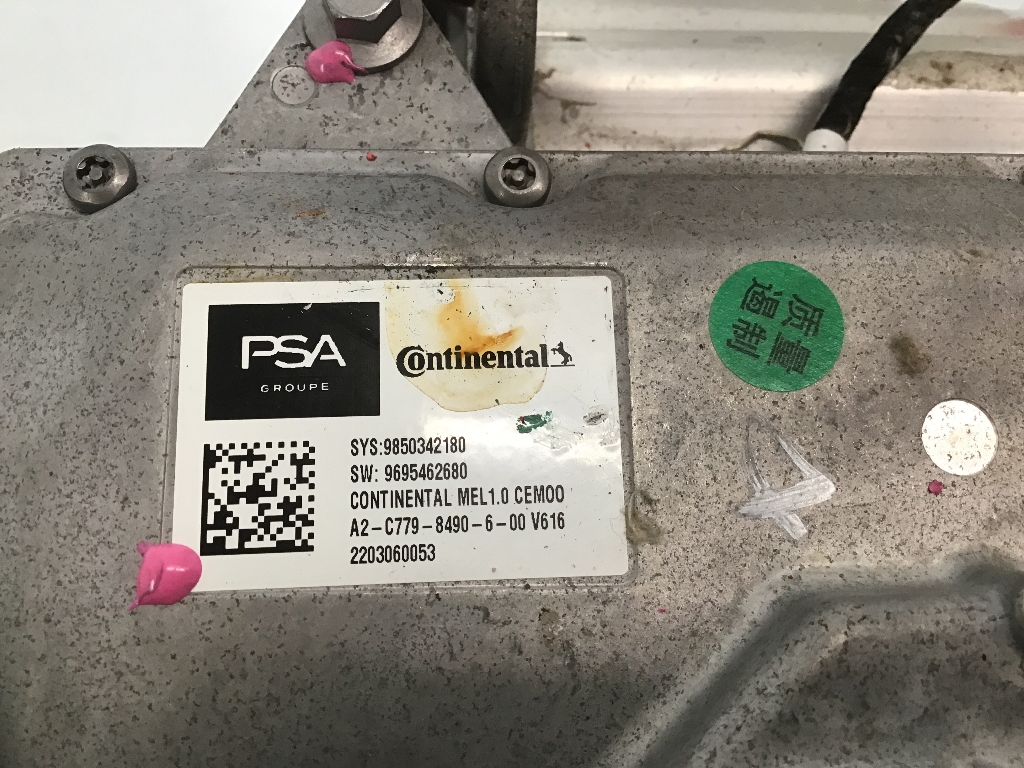 PSA
GROUPE
Continental
SYS:9850342180
SW: 9695462680
CONTINENTAL MEL1.0 CEM00
A2-C779-8490-6-00 V616
2203060053
质量
遏制